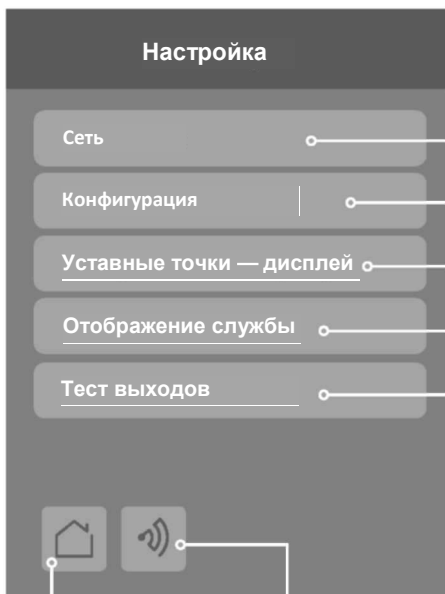 Настройка
Сеть
Конфигурация
Уставные точки — дисплей
Отображение службы
Тест выходов